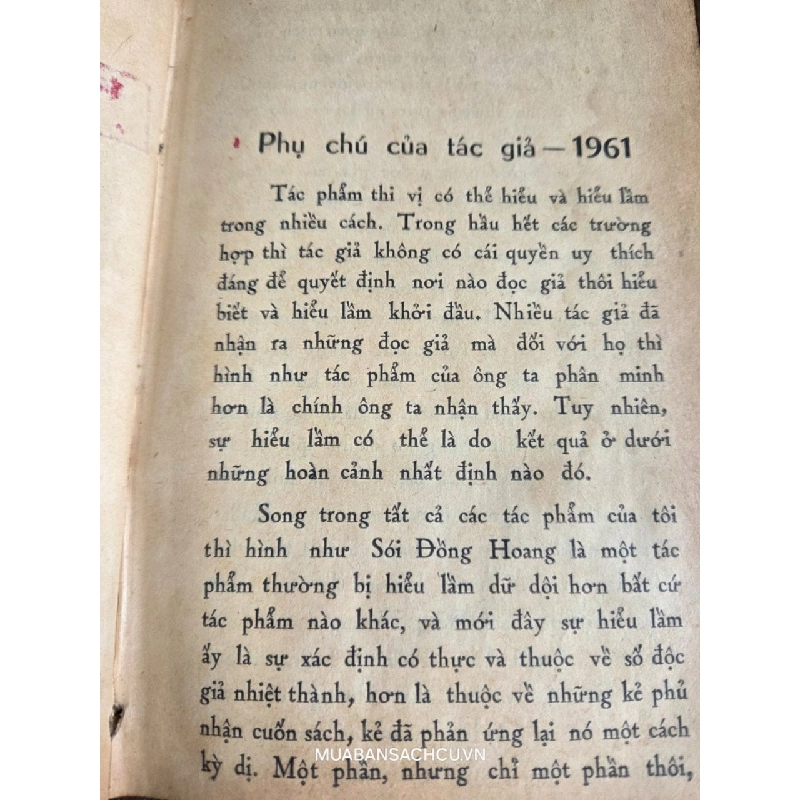 Phụ chú của tác giả — 1961
Tác phẩm thi vị có thể hiểu và hiểu lầm
trong nhiều cách. Trong hầu hết các trường
hợp thì tác giả không có cái quyền uy thích
đáng để quyết định nơi nào đọc giả thôi hiểu
biết và hiểu lầm khởi đầu. Nhiều tác giả đã
nhận ra những đọc giả mà đối với họ thì
hình như tác phẩm của ông ta phân minh
hơn là chính ông ta nhận thấy. Tuy nhiên,
sự hiểu lầm có thể là do kết quả ở dưới
những hoàn cảnh nhất định nào đó.
Song trong tất cả các tác phẩm của tôi
thì hình như Sói Đồng Hoang là một tác
phẩm thường bị hiểu lầm dữ dội hơn bất cứ
tác phẩm nào khác, và mới đây sự hiểu lầm
ấy là sự xác định có thực và thuộc về số độc
giả nhiệt thành, hơn là thuộc về những kẻ phủ
nhận cuốn sách, kẻ đã phản ứng lại nó một cách
kỳ dị. Một phần, nhưng chỉ một phần thôi,
MUABANSACHCU.VN